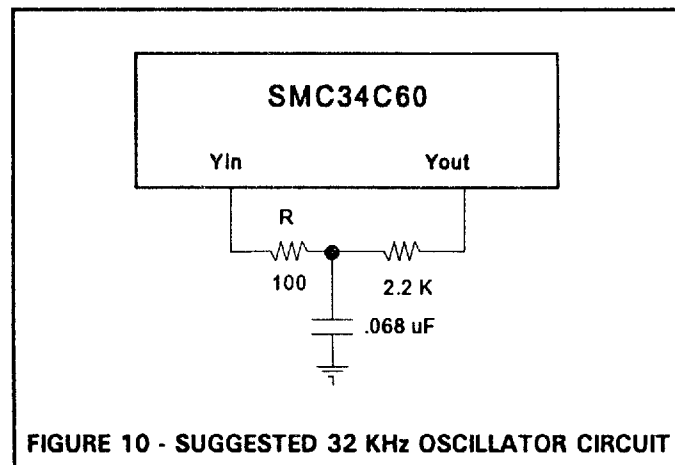 SMC34C60
Yin Yout
R
100 2.2 K
.068 uF
FIGURE 10 - SUGGESTED 32 KHz OSCILLATOR CIRCUIT